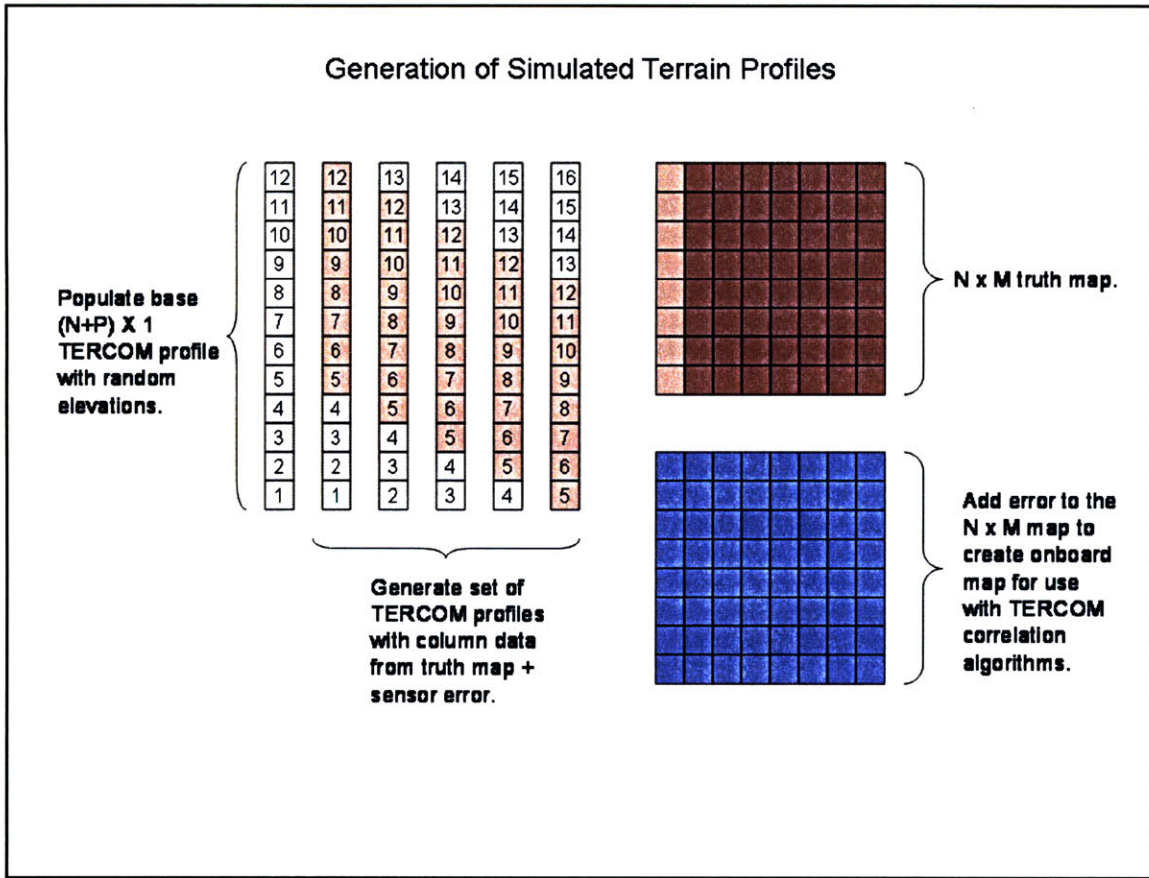 Generation of Simulated Terrain Profiles
Populate base
(N+P) X 1
TERCOM profile
with random
elevations.
12 12 13 14 15 16
11 11 12 13 14 15
10 10 11 12 13 14
9 9 10 11 12 13
8 8 9 10 11 12
7 7 8 9 10 11
6 6 7 8 9 10
5 5 6 7 8 9
4 4 5 6 7 8
3 3 4 5 6 7
2 2 3 4 5 6
1 1 2 3 4 5
Generate set of
TERCOM profiles
with column data
from truth map +
sensor error.
N x M truth map.
Add error to the
N x M map to
create onboard
map for use
with TERCOM
correlation
algorithms.